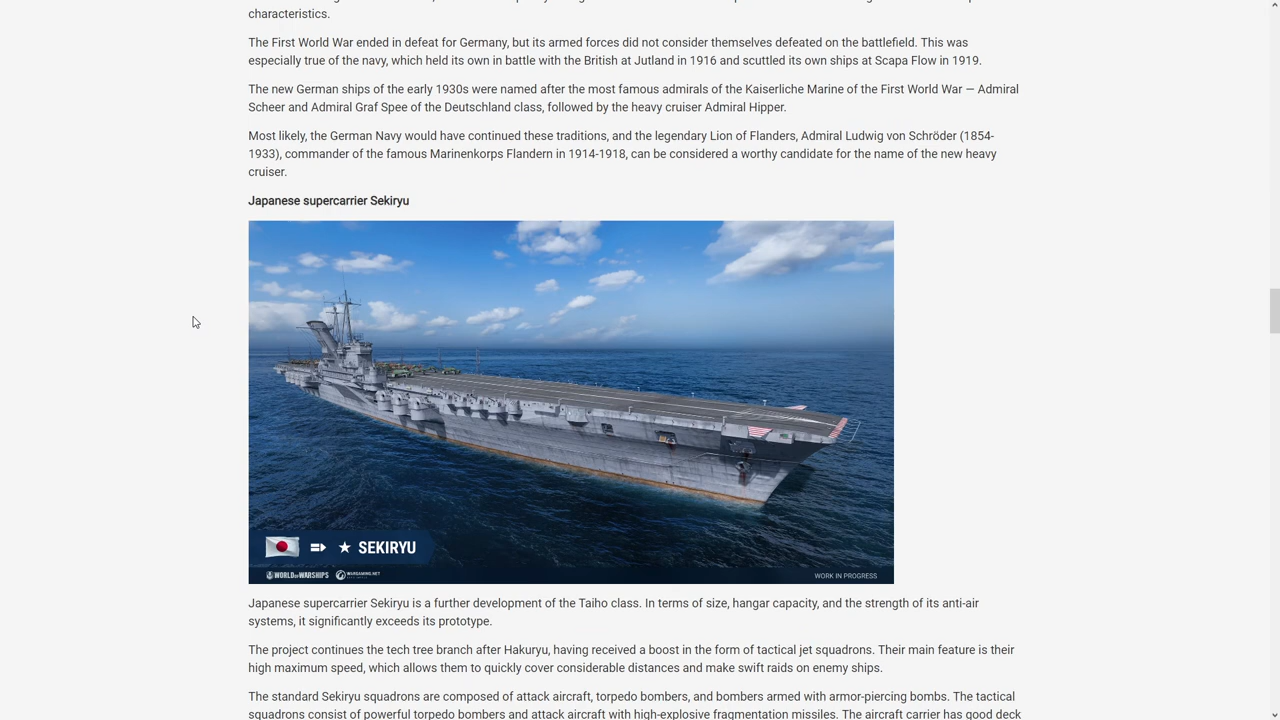 characteristics.
The First World War ended in defeat for Germany, but its armed forces did not consider themselves defeated on the battlefield. This was
especially true of the navy, which held its own in battle with the British at Jutland in 1916 and scuttled its own ships at Scapa Flow in 1919.
The new German ships of the early 1930s were named after the most famous admirals of the Kaiserliche Marine of the First World War — Admiral
Scheer and Admiral Graf Spee of the Deutschland class, followed by the heavy cruiser Admiral Hipper.
Most likely, the German Navy would have continued these traditions, and the legendary Lion of Flanders, Admiral Ludwig von Schröder (1854-
1933), commander of the famous Marinenkorps Flandern in 1914-1918, can be considered a worthy candidate for the name of the new heavy
cruiser.
Japanese supercarrier Sekiryu
SEKIRYU
WORLD OF WARSHIPS WARGAMING.NET
WORK IN PROGRESS
Japanese supercarrier Sekiryu is a further development of the Taiho class. In terms of size, hangar capacity, and the strength of its anti-air
systems, it significantly exceeds its prototype.
The project continues the tech tree branch after Hakuryu, having received a boost in the form of tactical jet squadrons. Their main feature is their
high maximum speed, which allows them to quickly cover considerable distances and make swift raids on enemy ships.
The standard Sekiryu squadrons are composed of attack aircraft, torpedo bombers, and bombers armed with armor-piercing bombs. The tactical
squadrons consist of powerful torpedo bombers and attack aircraft with high-explosive fragmentation missiles. The aircraft carrier has good deck